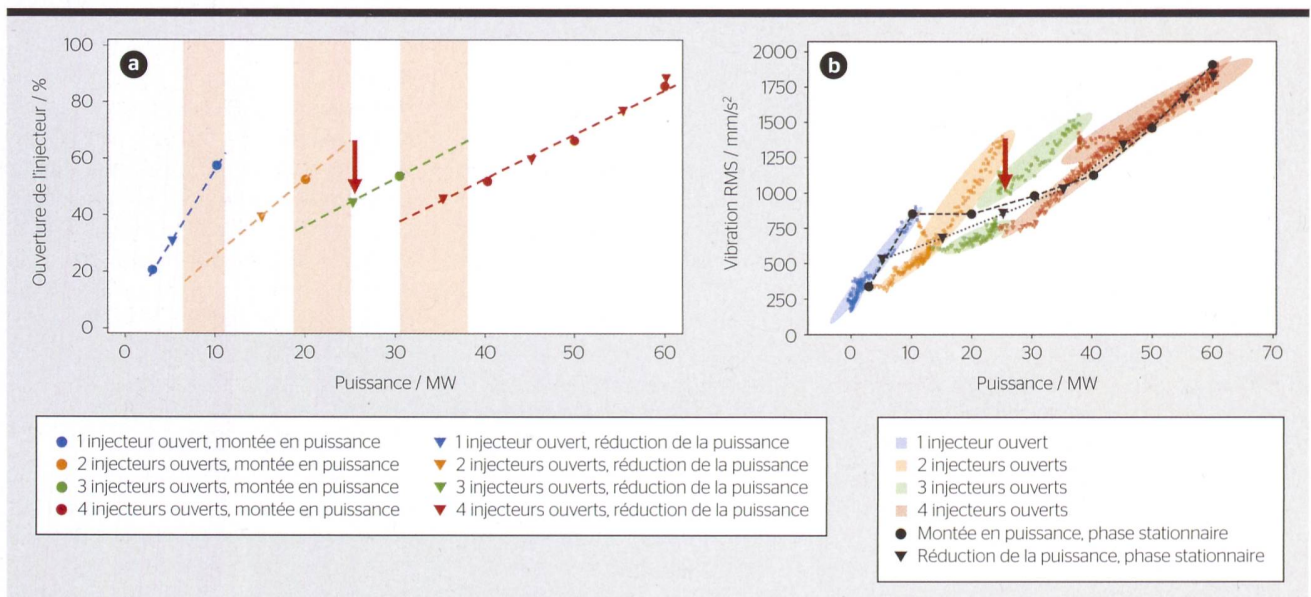 a
Ouverture de l'injecteur / %
100
80
60
40
20
0
0 10 20 30 40 50 60
Puissance / MW
b
Vibration RMS / mm/s²
2000
1750
1500
1250
1000
750
500
250
0
0 10 20 30 40 50 60 70
Puissance / MW
1 injecteur ouvert, montée en puissance
2 injecteurs ouverts, montée en puissance
3 injecteurs ouverts, montée en puissance
4 injecteurs ouverts, montée en puissance
1 injecteur ouvert, réduction de la puissance
2 injecteurs ouverts, réduction de la puissance
3 injecteurs ouverts, réduction de la puissance
4 injecteurs ouverts, réduction de la puissance
1 injecteur ouvert
2 injecteurs ouverts
3 injecteurs ouverts
4 injecteurs ouverts
Montée en puissance, phase stationnaire
Réduction de la puissance, phase stationnaire